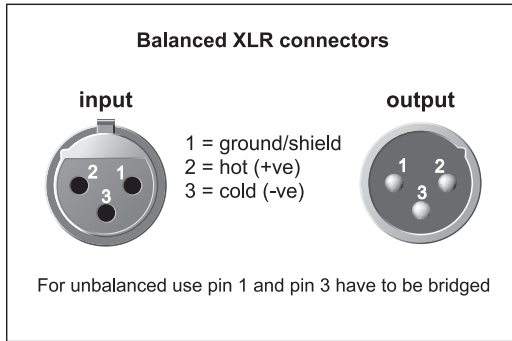 Balanced XLR connectors
input
output
1 = ground/shield
2 = hot (+ve)
3 = cold (-ve)
2 1
3
1 2
3
For unbalanced use pin 1 and pin 3 have to be bridged